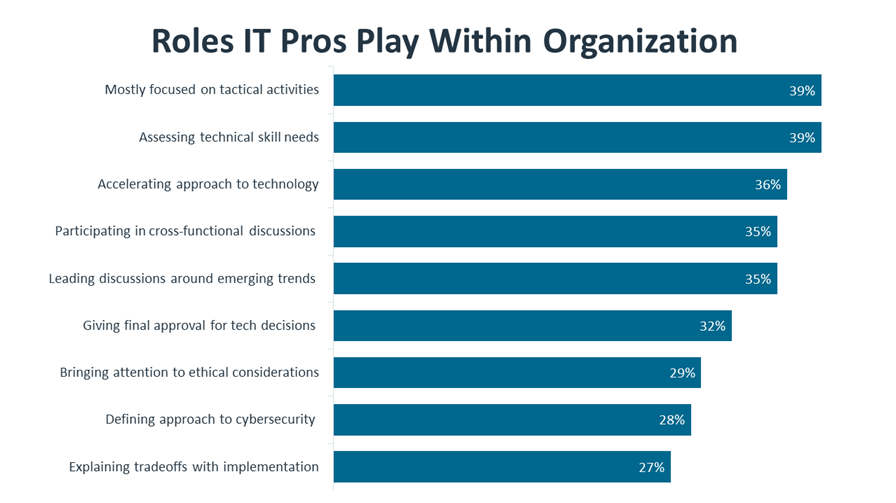 Roles IT Pros Play Within Organization
Mostly focused on tactical activities 39%
Assessing technical skill needs 39%
Accelerating approach to technology 36%
Participating in cross-functional discussions 35%
Leading discussions around emerging trends 35%
Giving final approval for tech decisions 32%
Bringing attention to ethical considerations 29%
Defining approach to cybersecurity 28%
Explaining tradeoffs with implementation 27%